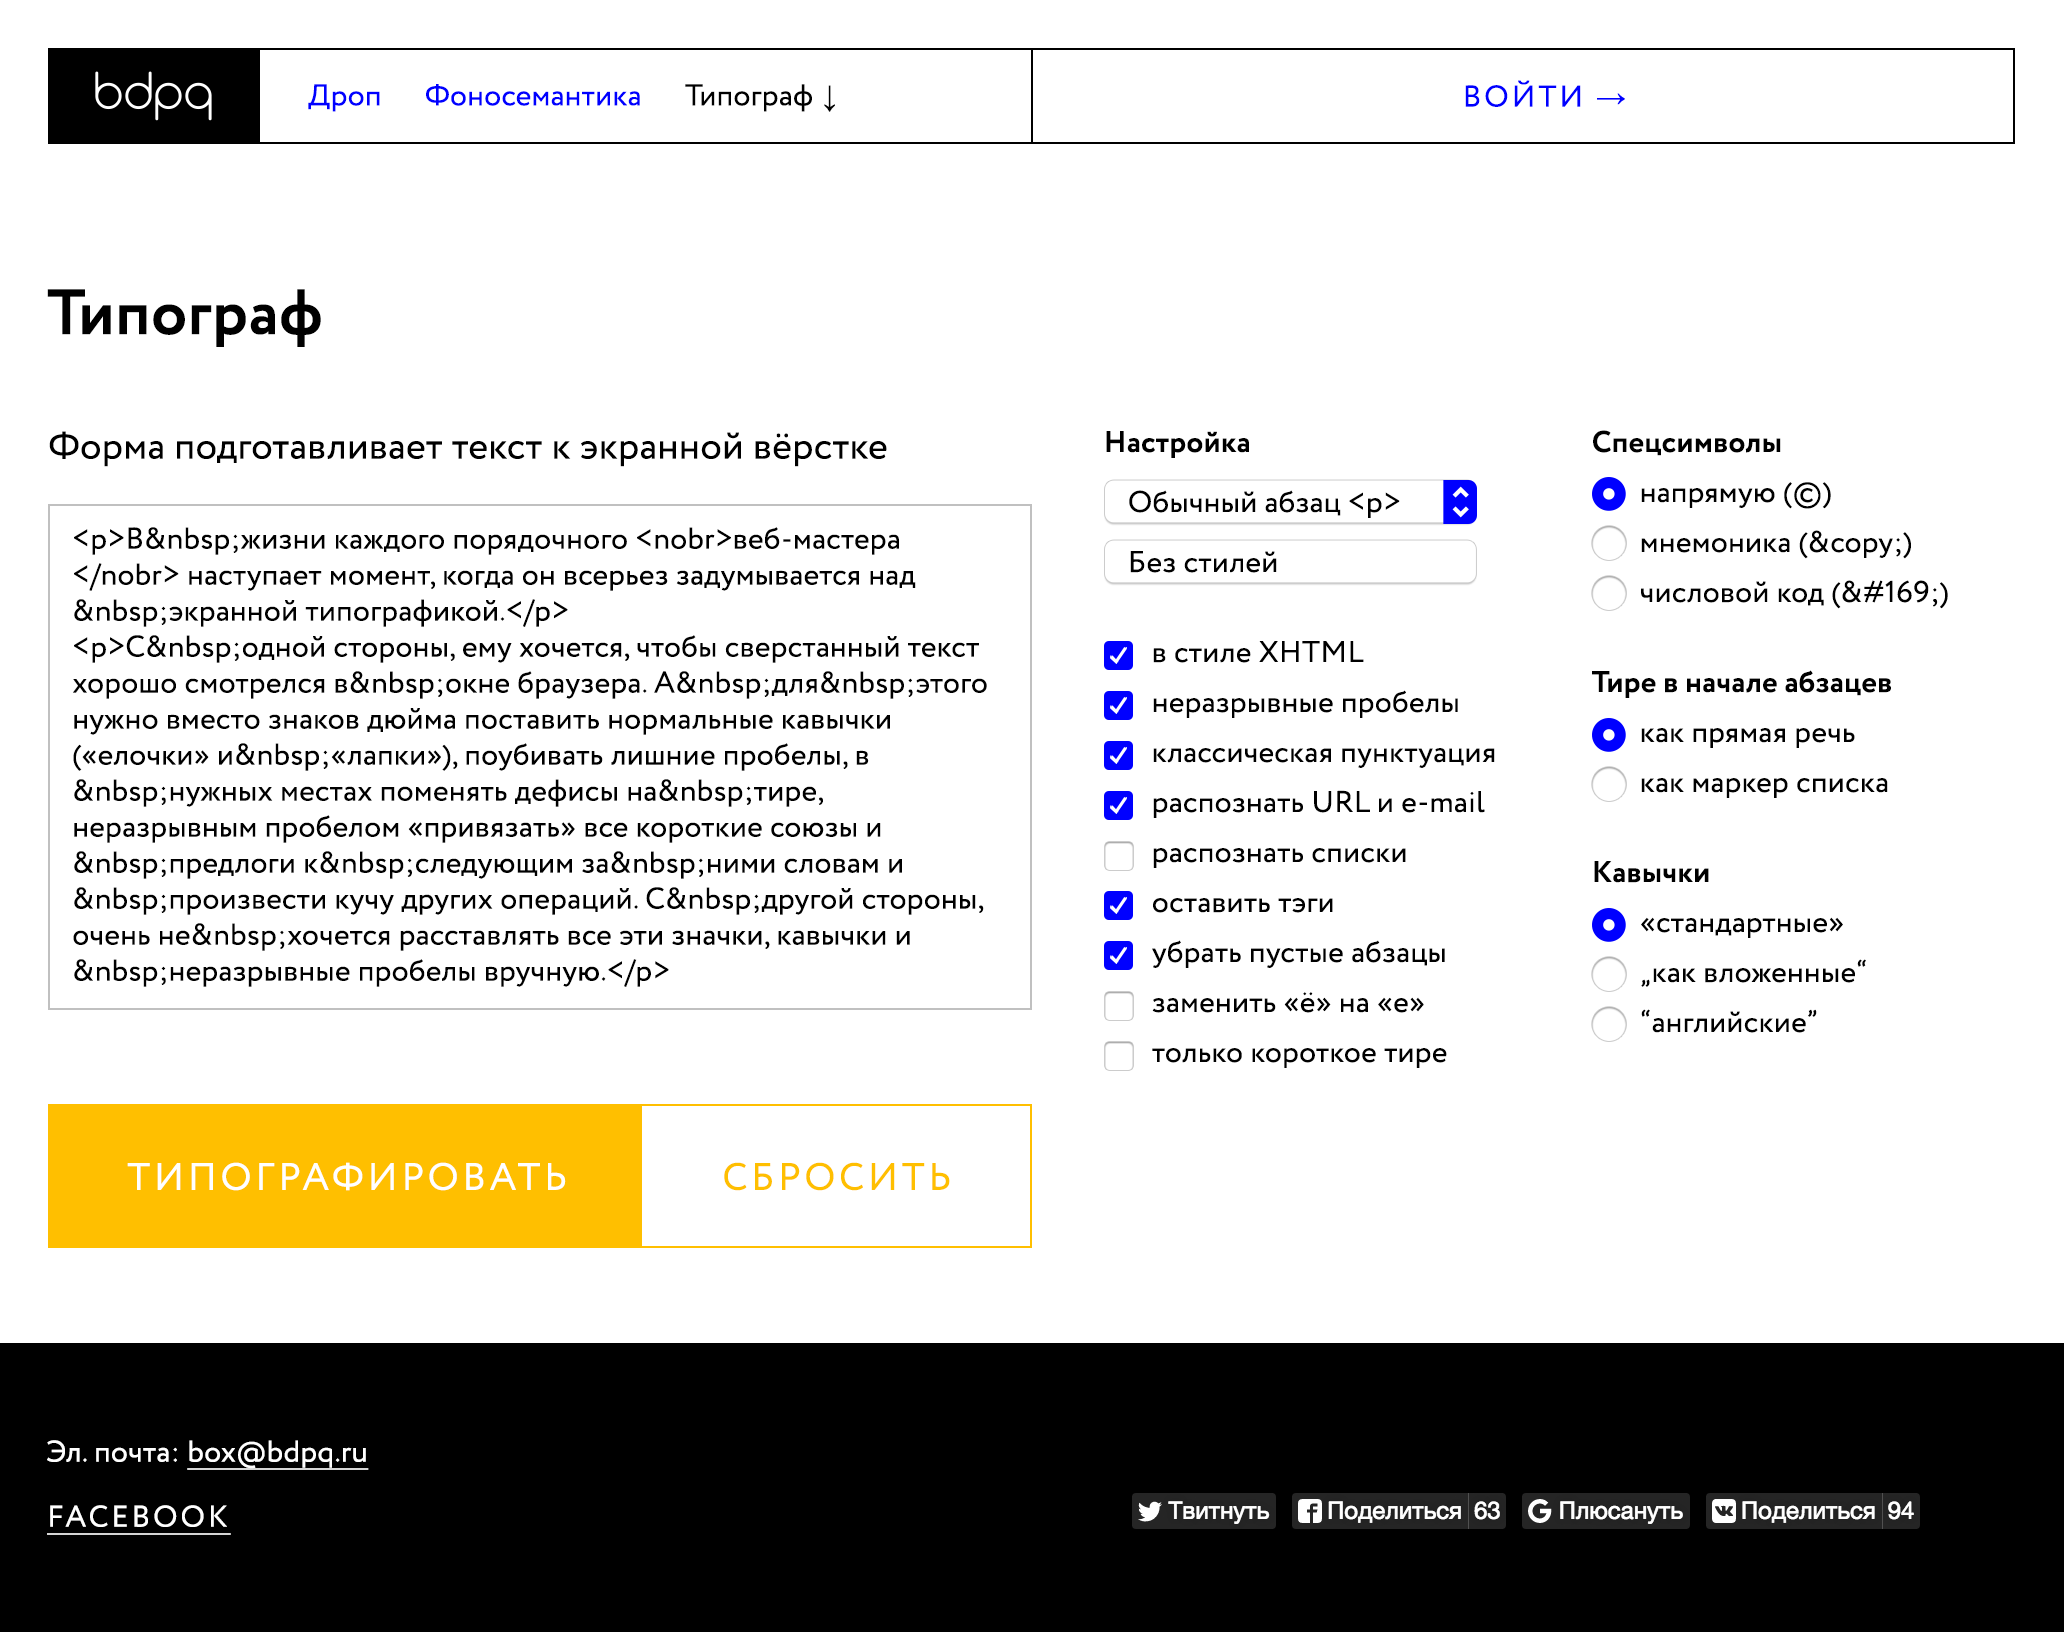 bdpq
Дроп Фоносемантика Типограф ↓
ВОЙТИ →
Типограф
Форма подготавливает текст к экранной вёрстке
<p>В&nbsp;жизни каждого порядочного <nobr>веб-мастера
</nobr> наступает момент, когда он всерьез задумывается над
&nbsp;экранной типографикой.</p>
<p>С&nbsp;одной стороны, ему хочется, чтобы сверстанный текст
хорошо смотрелся в&nbsp;окне браузера. А&nbsp;для&nbsp;этого
нужно вместо знаков дюйма поставить нормальные кавычки
(«елочки» и&nbsp;«лапки»), поубивать лишние пробелы, в
&nbsp;нужных местах поменять дефисы на&nbsp;тире,
неразрывным пробелом «привязать» все короткие союзы и
&nbsp;предлоги к&nbsp;следующим за&nbsp;ними словам и
&nbsp;произвести кучу других операций. С&nbsp;другой стороны,
очень не&nbsp;хочется расставлять все эти значки, кавычки и
&nbsp;неразрывные пробелы вручную.</p>
ТИПОГРАФИРОВАТЬ
СБРОСИТЬ
Настройка
Обычный абзац <p>
Без стилей
в стиле XHTML
неразрывные пробелы
классическая пунктуация
распознать URL и e-mail
распознать списки
оставить тэги
убрать пустые абзацы
заменить «ё» на «е»
только короткое тире
Спецсимволы
напрямую (©)
мнемоника (&copy;)
числовой код (&#169;)
Тире в начале абзацев
как прямая речь
как маркер списка
Кавычки
«стандартные»
„как вложенные“
“английские”
Эл. почта: box@bdpq.ru
FACEBOOK
Твитнуть
Поделиться 63
Плюсануть
Поделиться 94